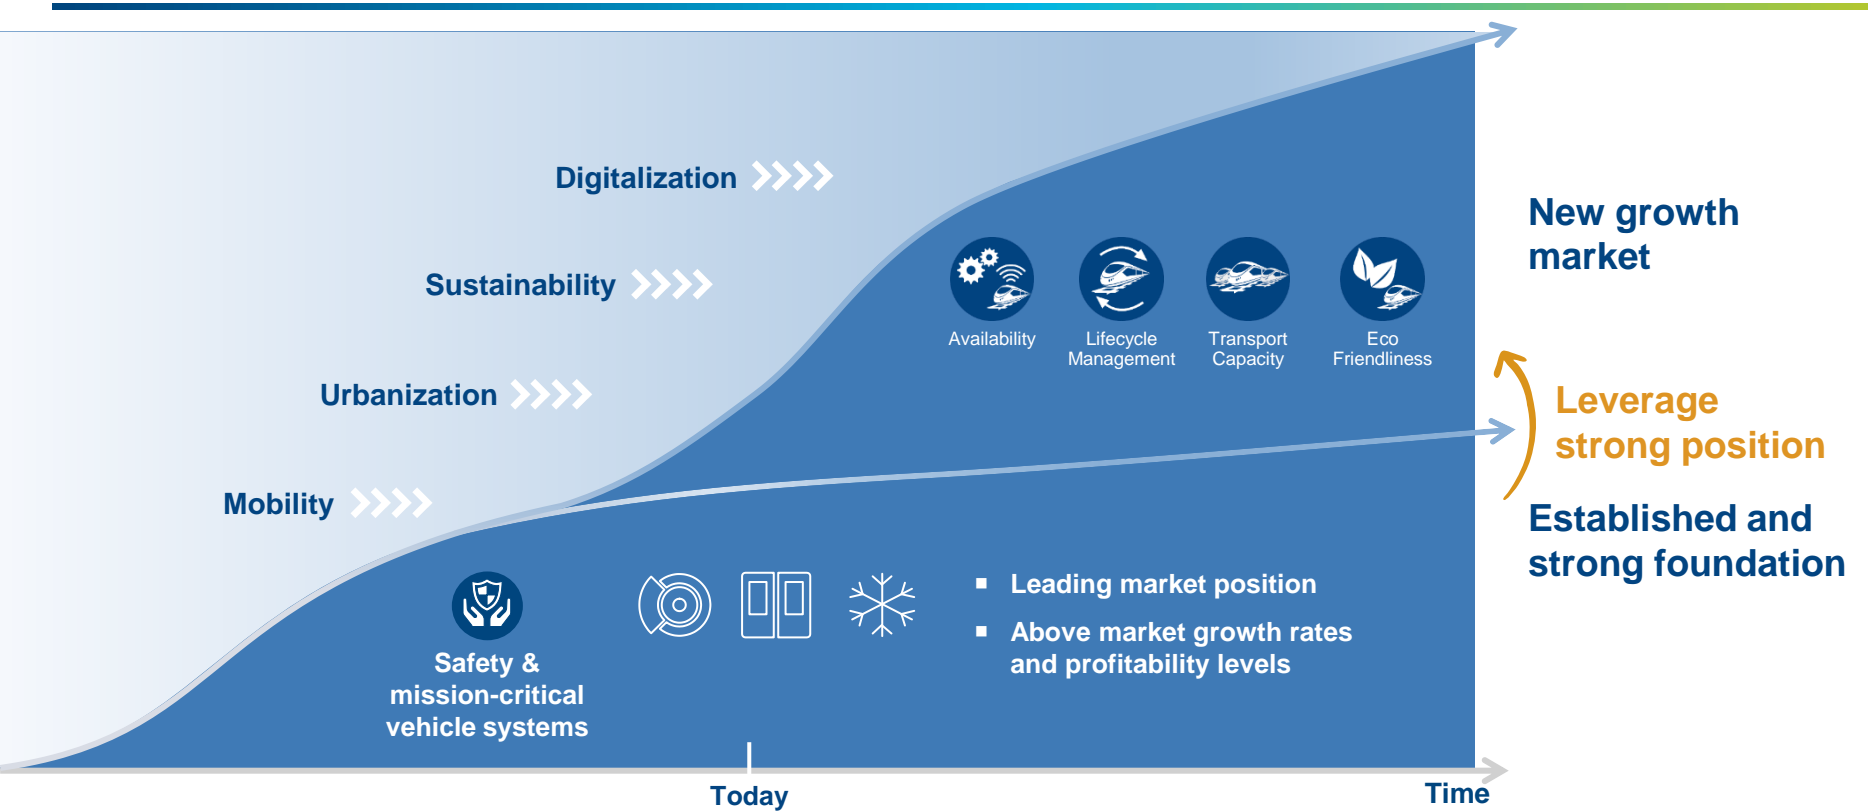 Digitalization
Sustainability
Urbanization
Mobility
Availability
Lifecycle
Management
Transport
Capacity
Eco
Friendliness
New growth
market
Leverage
strong position
Established and
strong foundation
Safety &
mission-critical
vehicle systems
Leading market position
Above market growth rates
and profitability levels
Today
Time